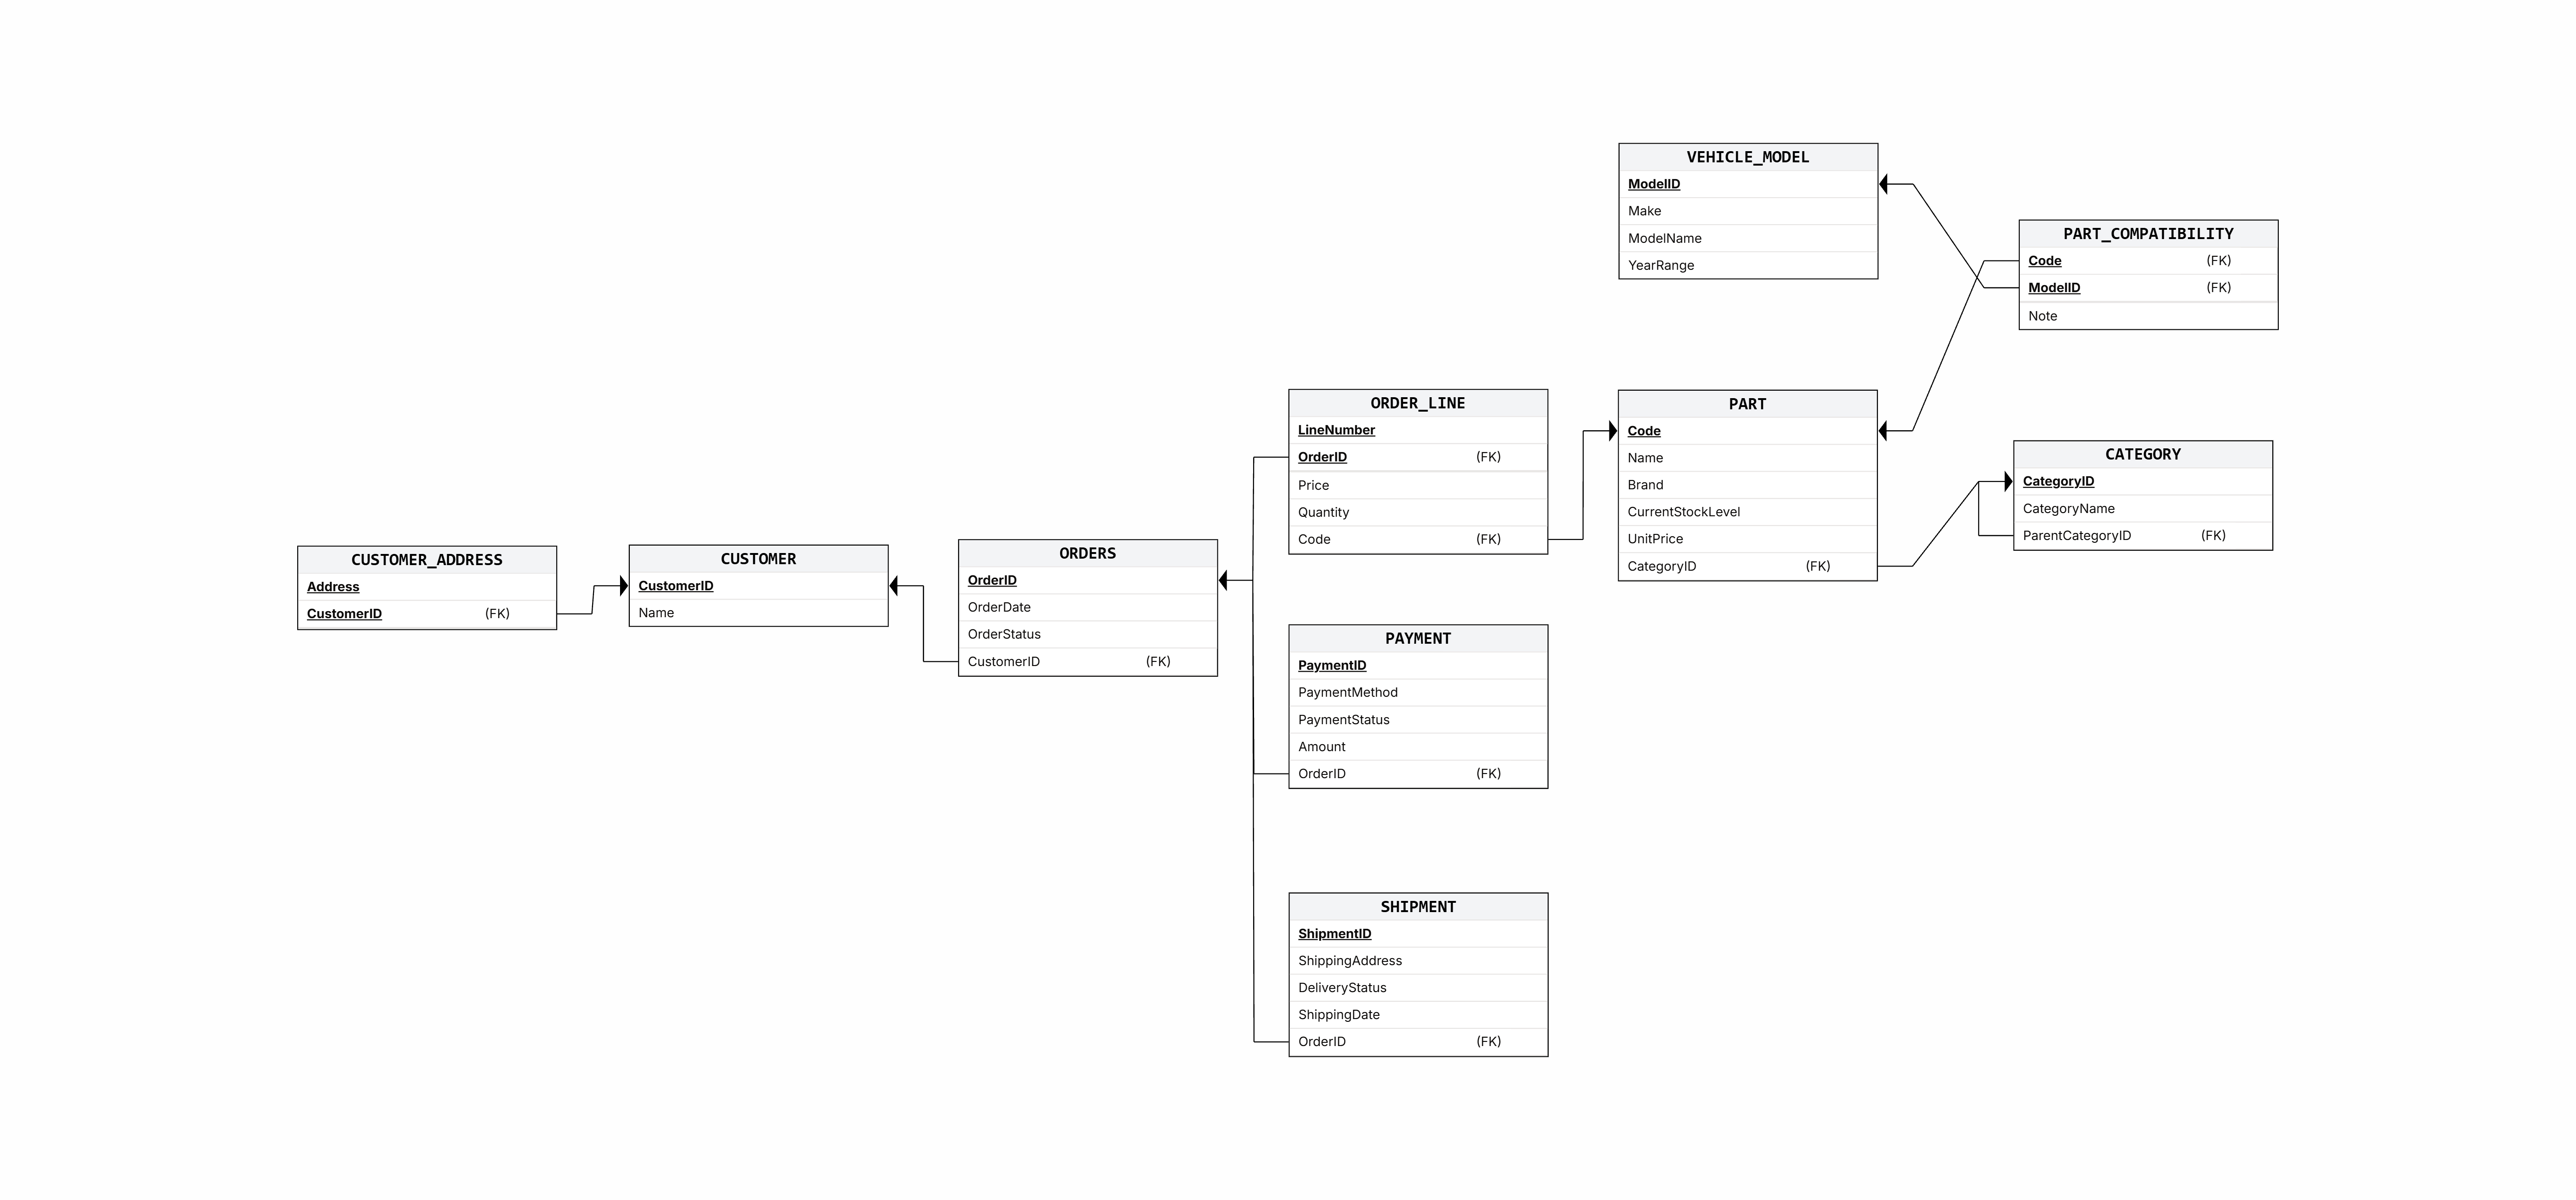 VEHICLE_MODEL
ModelID
Make
ModelName
YearRange
PART_COMPATIBILITY
Code (FK)
ModelID (FK)
Note
ORDER_LINE
LineNumber
OrderID (FK)
Price
Quantity
Code (FK)
PART
Code
Name
Brand
CurrentStockLevel
UnitPrice
CategoryID (FK)
CATEGORY
CategoryID
CategoryName
ParentCategoryID (FK)
CUSTOMER_ADDRESS
Address
CustomerID (FK)
CUSTOMER
CustomerID
Name
ORDERS
OrderID
OrderDate
OrderStatus
CustomerID (FK)
PAYMENT
PaymentID
PaymentMethod
PaymentStatus
Amount
OrderID (FK)
SHIPMENT
ShipmentID
ShippingAddress
DeliveryStatus
ShippingDate
OrderID (FK)